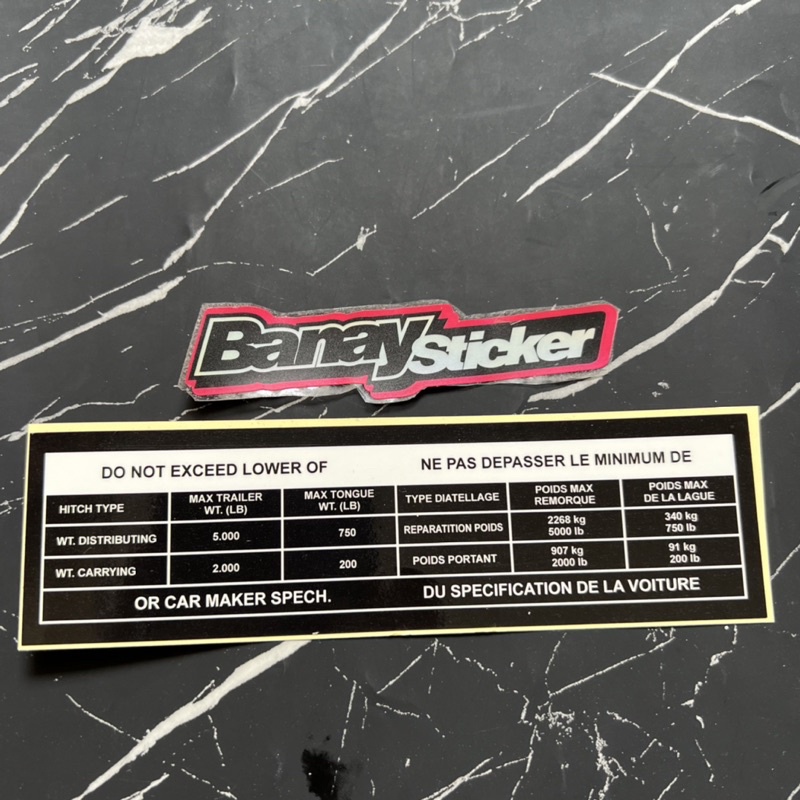 BanaySticker
DO NOT EXCEED LOWER OF NE PAS DEPASSER LE MINIMUM DE
HITCH TYPE MAX TRAILER WT. (LB) MAX TONGUE WT. (LB) TYPE DIATELLAGE POIDS MAX REMORQUE POIDS MAX DE LA LAGUE
WT. DISTRIBUTING 5.000 750 REPARATITION POIDS 2268 kg 5000 lb 340 kg 750 lb
WT. CARRYING 2.000 200 POIDS PORTANT 907 kg 2000 lb 91 kg 200 lb
OR CAR MAKER SPECH. DU SPECIFICATION DE LA VOITURE